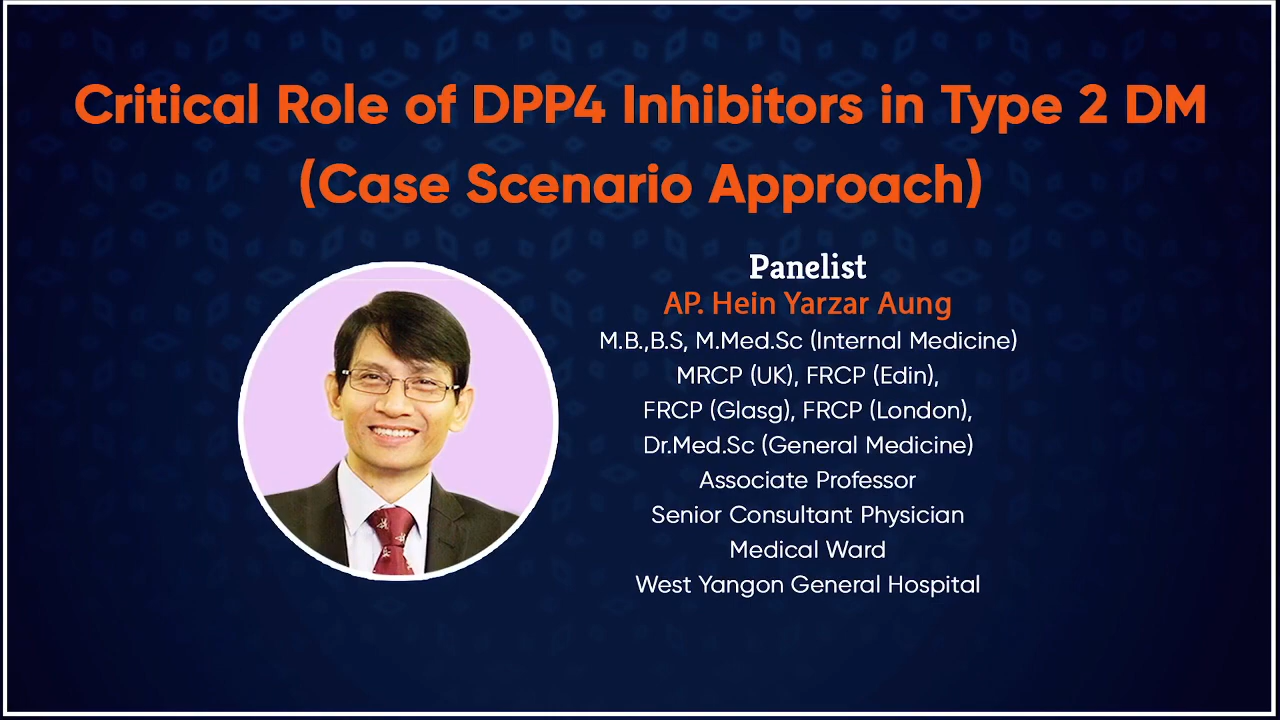 Critical Role of DPP4 Inhibitors in Type 2 DM
(Case Scenario Approach)
Panelist
AP. Hein Yarzar Aung
M.B.,B.S, M.Med.Sc (Internal Medicine)
MRCP (UK), FRCP (Edin),
FRCP (Glasg), FRCP (London),
Dr.Med.Sc (General Medicine)
Associate Professor
Senior Consultant Physician
Medical Ward
West Yangon General Hospital